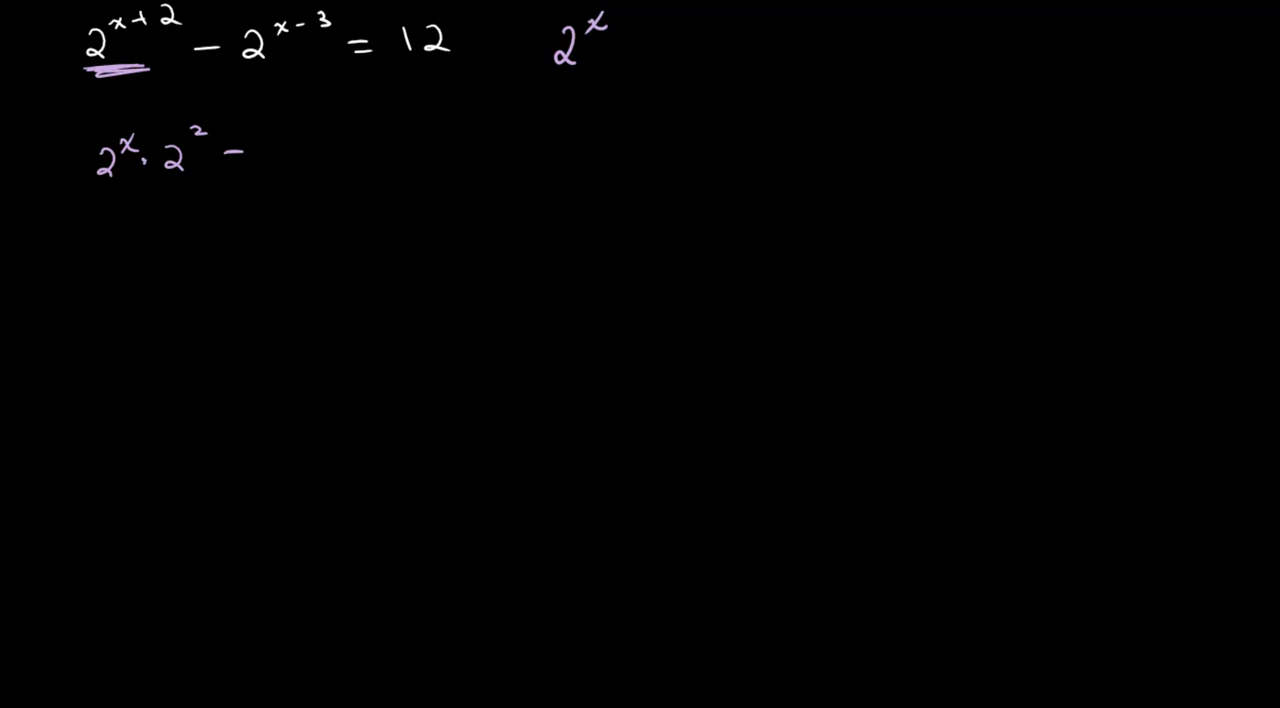 2^{x+2} - 2^{x-3} = 12    2^x
2^x · 2^2 -